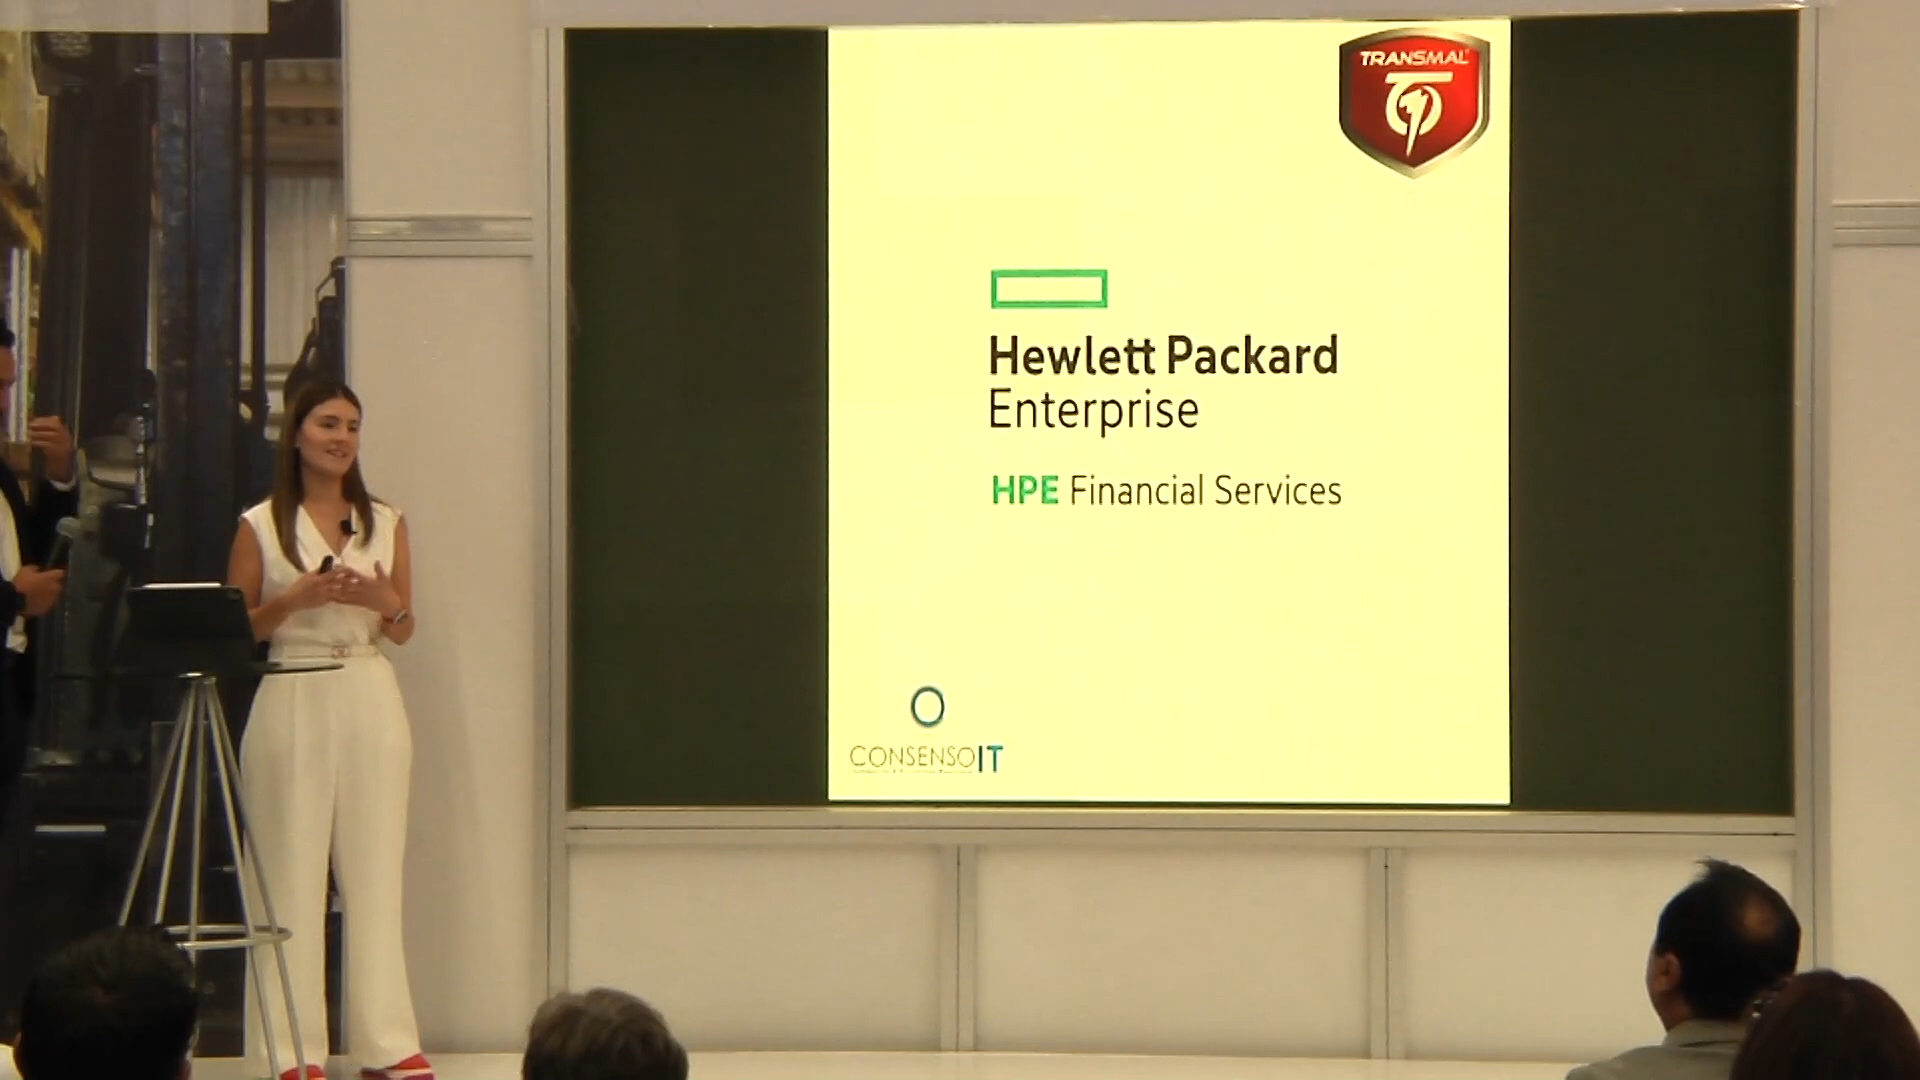 TRANSMAL
Hewlett Packard
Enterprise
HPE Financial Services
CONSENSOIT